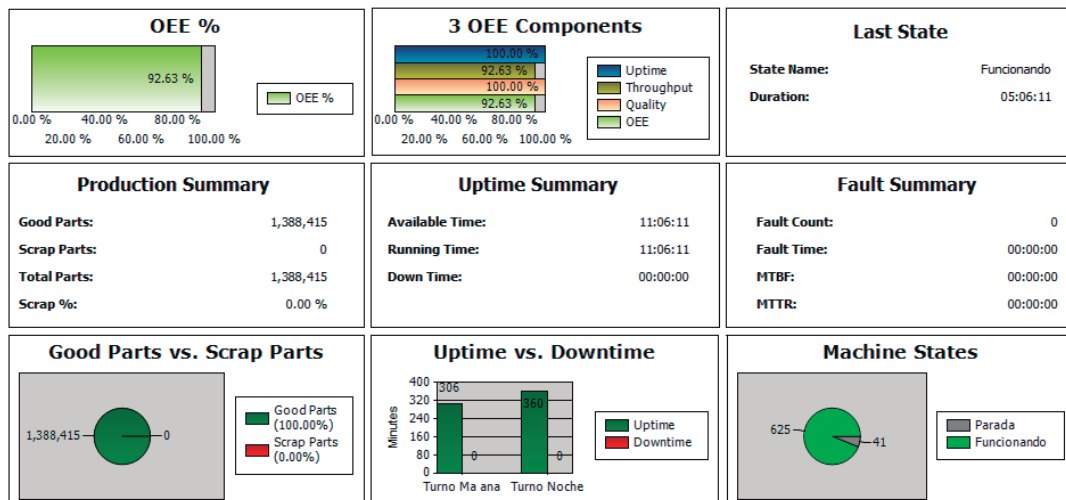 OEE %
92.63 %
OEE %
0.00 % 40.00 % 80.00 %
20.00 % 60.00 % 100.00 %
3 OEE Components
100.00 %
92.63 %
100.00 %
92.63 %
Uptime
Throughput
Quality
OEE
0.00 % 40.00 % 80.00 %
20.00 % 60.00 % 100.00 %
Last State
State Name: Funcionando
Duration: 05:06:11
Production Summary
Good Parts: 1,388,415
Scrap Parts: 0
Total Parts: 1,388,415
Scrap %: 0.00 %
Uptime Summary
Available Time: 11:06:11
Running Time: 11:06:11
Down Time: 00:00:00
Fault Summary
Fault Count: 0
Fault Time: 00:00:00
MTBF: 00:00:00
MTTR: 00:00:00
Good Parts vs. Scrap Parts
1,388,415 0
Good Parts
(100.00%)
Scrap Parts
(0.00%)
Uptime vs. Downtime
Minutes
400
320
240
160
80
0
306
0
360
0
Turno Ma ana Turno Noche
Uptime
Downtime
Machine States
625
41
Parada
Funcionando